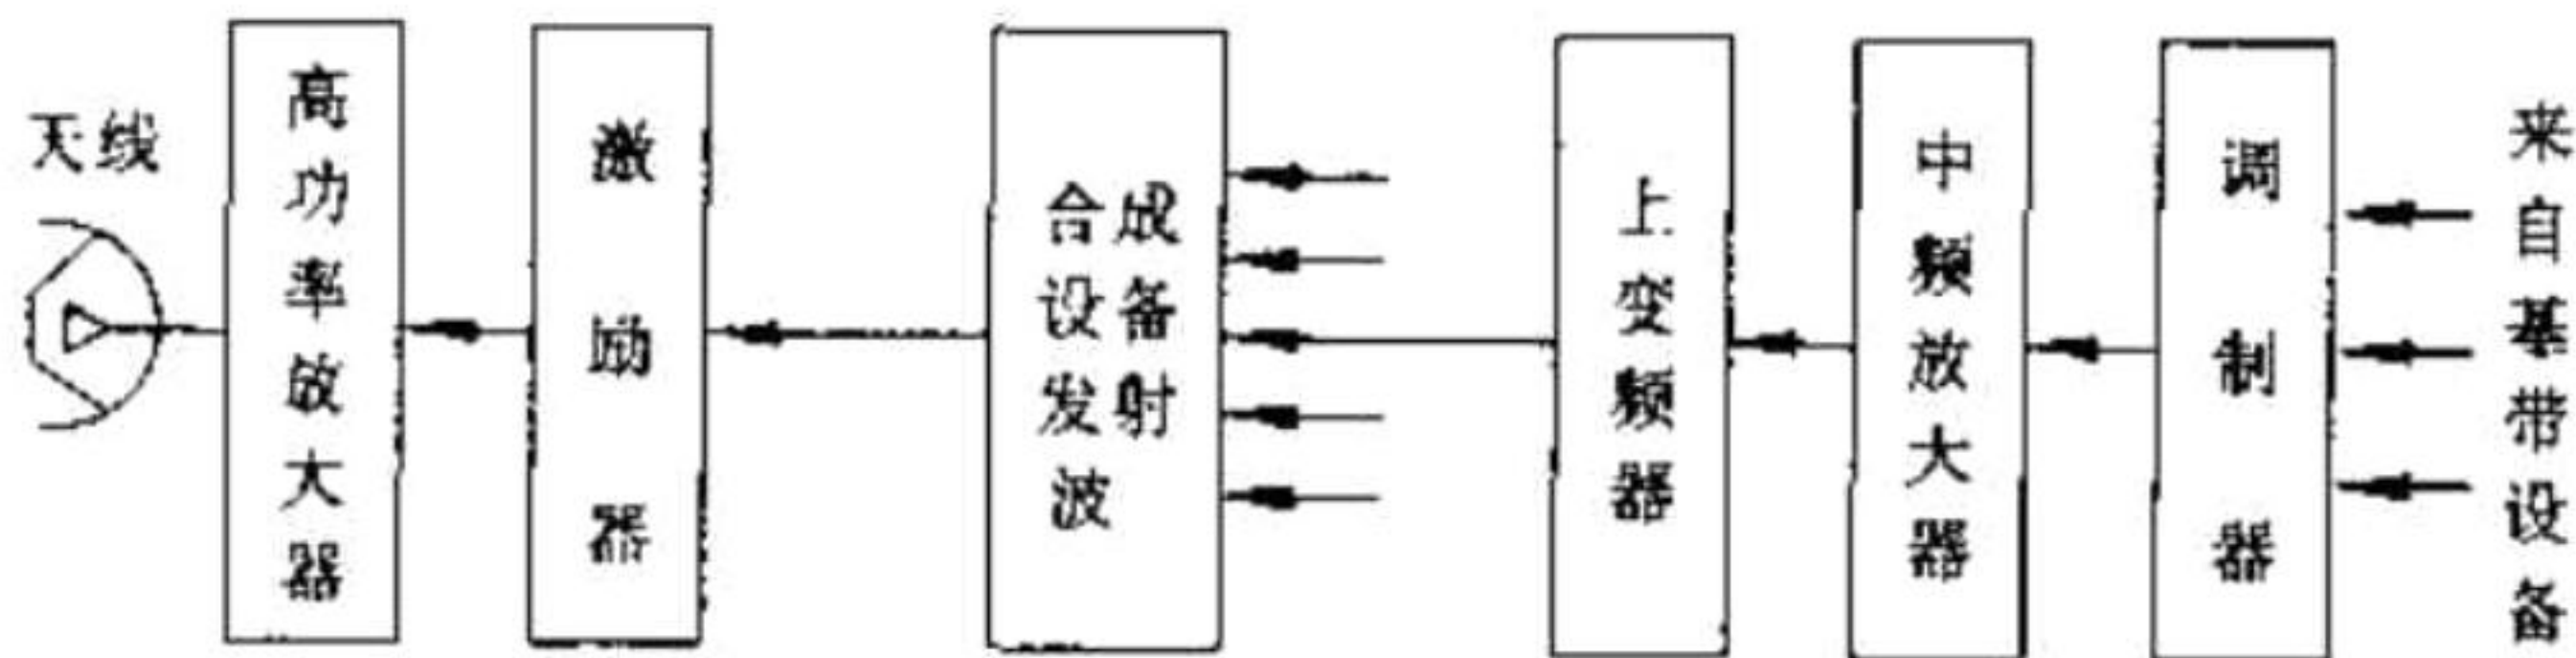 天线
高功率放大器
激励器
合成
设备
发射
波
上变频器
中频放大器
调制器
来自基带设备